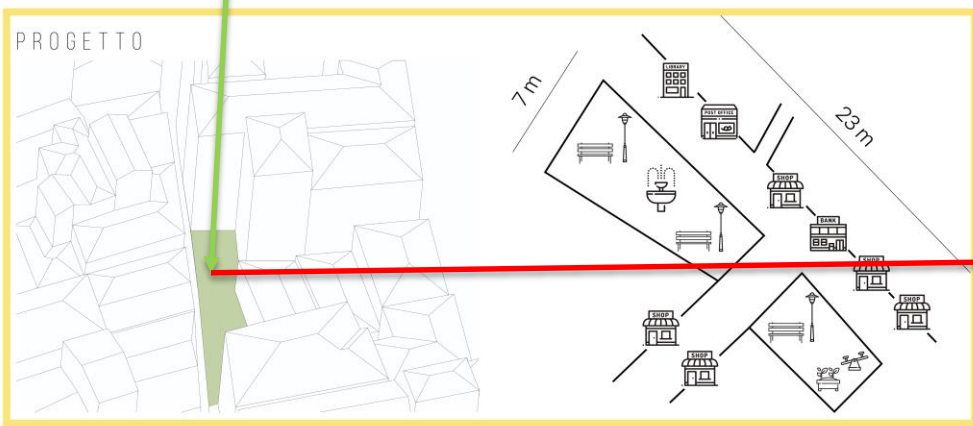 PROGETTO
7 m
23 m
LIBRARY
POST OFFICE
SHOP
BANK
SHOP
SHOP
SHOP
SHOP